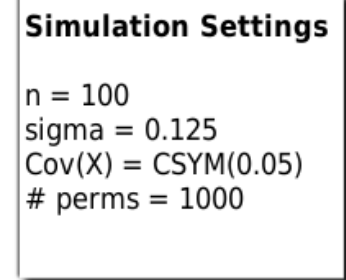 Simulation Settings
n = 100
sigma = 0.125
Cov(X) = CSYM(0.05)
# perms = 1000